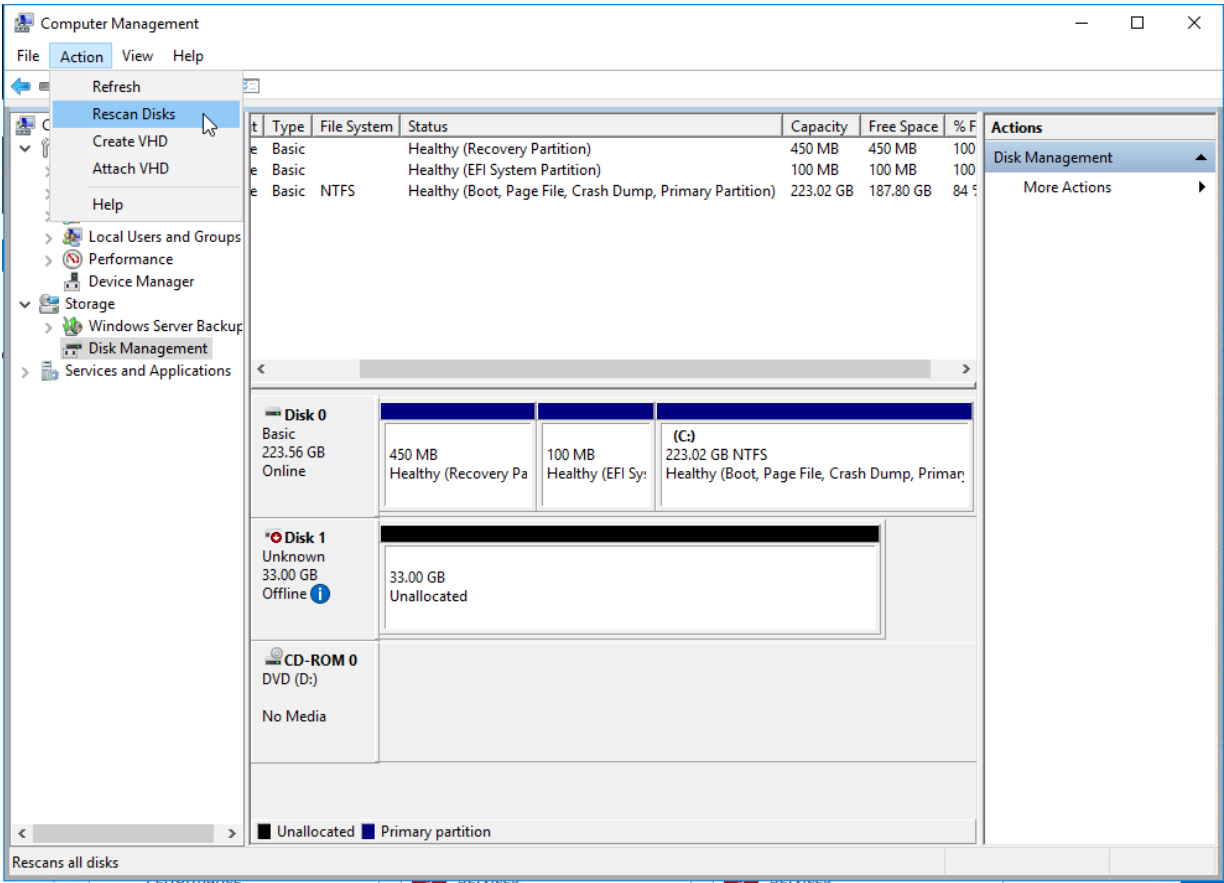 Computer Management
File Action View Help
Refresh
Rescan Disks
Create VHD
Attach VHD
Help
Local Users and Groups
Performance
Device Manager
Storage
Windows Server Backup
Disk Management
Services and Applications
Type File System Status Capacity Free Space % F
Basic Healthy (Recovery Partition) 450 MB 450 MB 100
Basic Healthy (EFI System Partition) 100 MB 100 MB 100
Basic NTFS Healthy (Boot, Page File, Crash Dump, Primary Partition) 223.02 GB 187.80 GB 84
Disk 0
Basic
223.56 GB
Online
450 MB
Healthy (Recovery Pa
100 MB
Healthy (EFI Sy
(C:)
223.02 GB NTFS
Healthy (Boot, Page File, Crash Dump, Primar
Disk 1
Unknown
33.00 GB
Offline
33.00 GB
Unallocated
CD-ROM 0
DVD (D:)
No Media
Unallocated Primary partition
Actions
Disk Management
More Actions
Rescans all disks